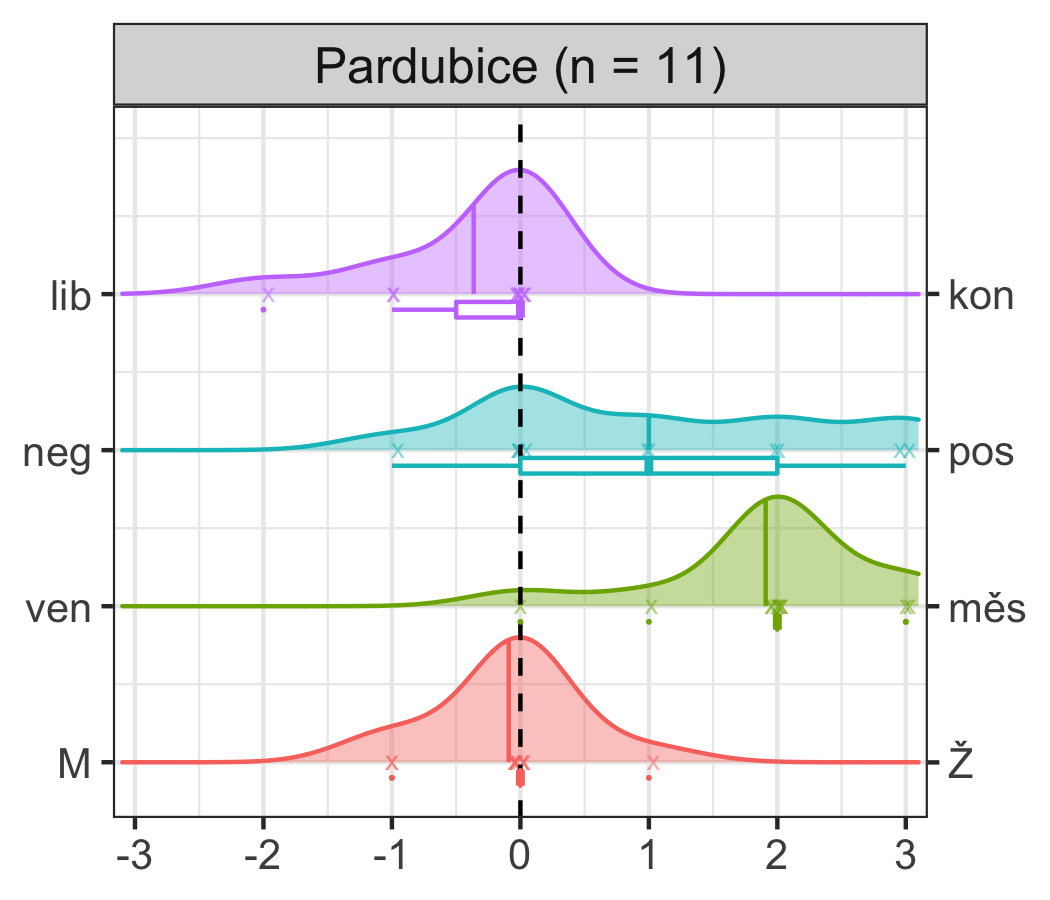 Pardubice (n = 11)
lib kon
neg pos
ven měs
M Ž
-3 -2 -1 0 1 2 3